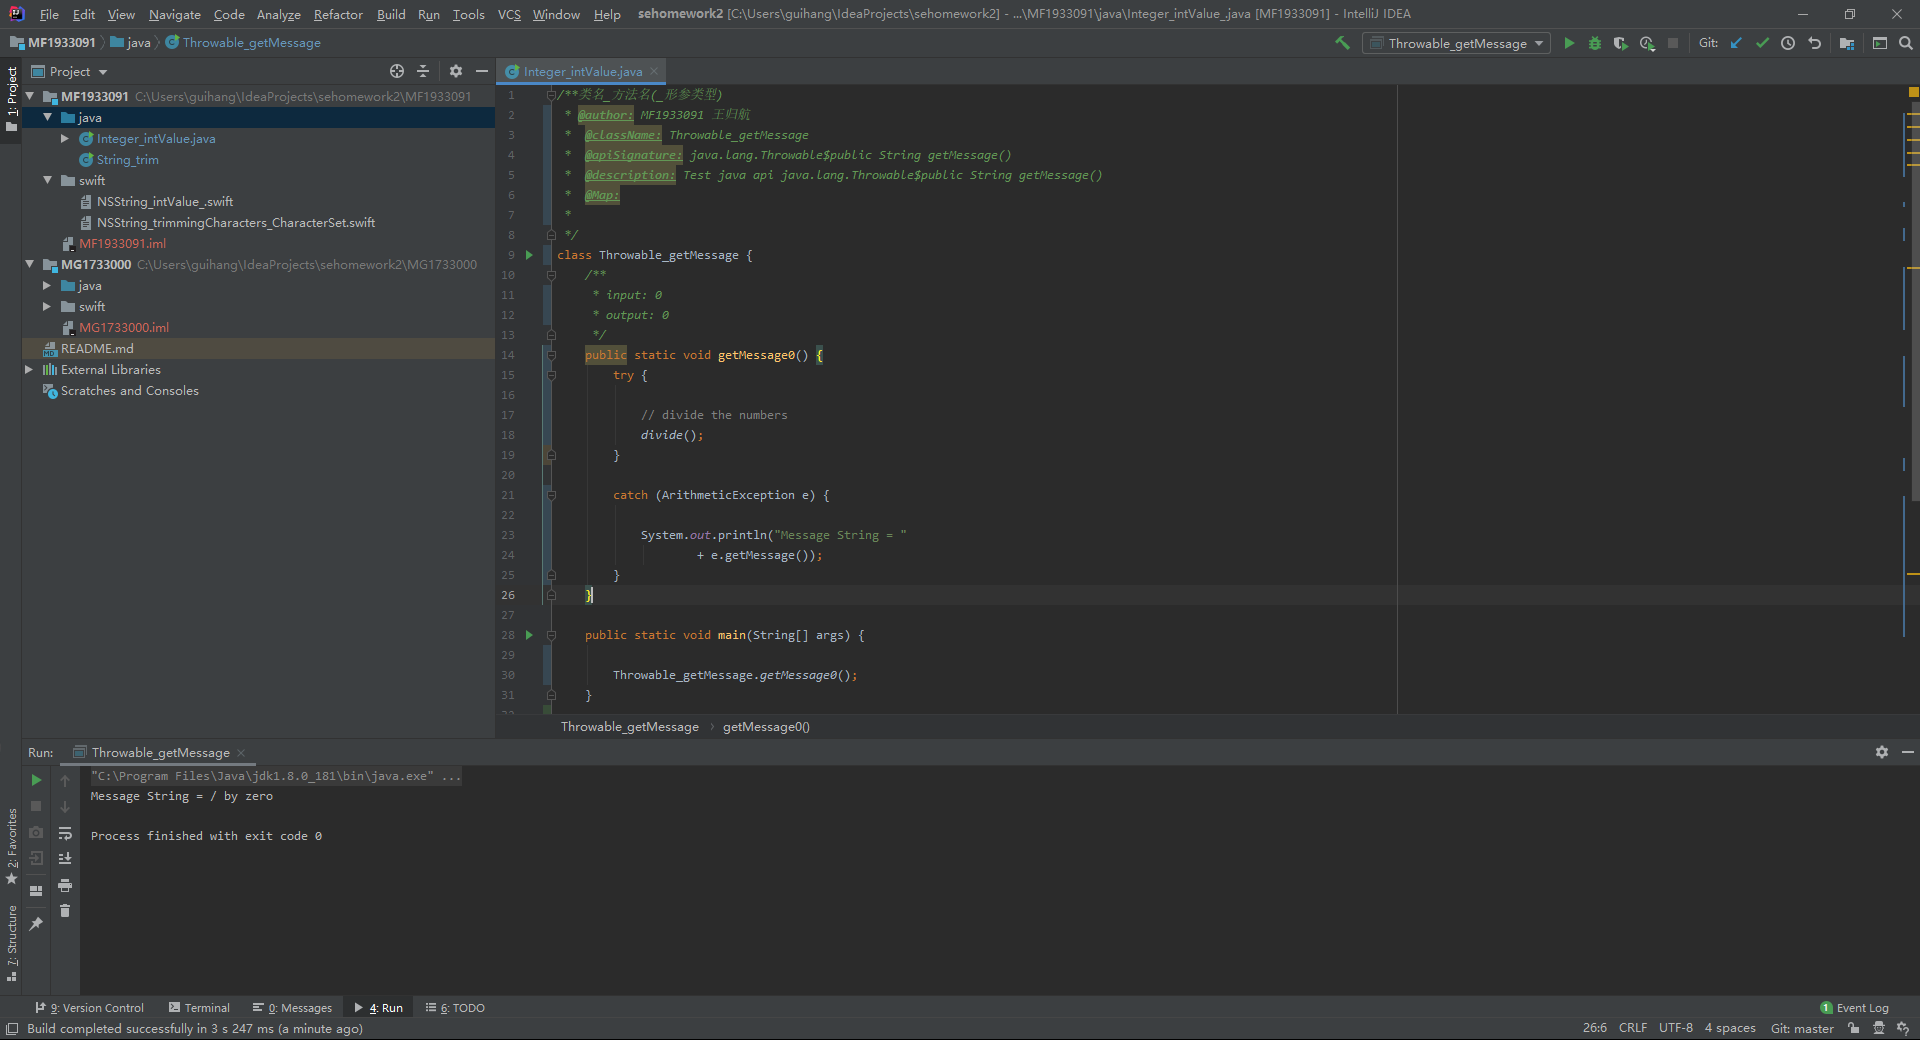 File Edit View Navigate Code Analyze Refactor Build Run Tools VCS Window Help sehomework2 [C:\Users\guihang\IdeaProjects\sehomework2] - ...\MF1933091\java\Integer_intValue_.java [MF1933091] - IntelliJ IDEA
MF1933091 java Throwable_getMessage
Throwable_getMessage Git:
1: Project
Project
MF1933091 C:\Users\guihang\IdeaProjects\sehomework2\MF1933091
java
Integer_intValue.java
String_trim
swift
NSString_intValue_.swift
NSString_trimmingCharacters_CharacterSet.swift
MF1933091.iml
MG1733000 C:\Users\guihang\IdeaProjects\sehomework2\MG1733000
java
swift
MG1733000.iml
README.md
External Libraries
Scratches and Consoles
Integer_intValue.java
1 /**类名_方法名(_形参类型)
2 * @author: MF1933091 王归航
3 * @className: Throwable_getMessage
4 * @apiSignature: java.lang.Throwable$public String getMessage()
5 * @description: Test java api java.lang.Throwable$public String getMessage()
6 * @Map:
7 *
8 */
9 class Throwable_getMessage {
10 /**
11 * input: 0
12 * output: 0
13 */
14 public static void getMessage0() {
15 try {
16
17 // divide the numbers
18 divide();
19 }
20
21 catch (ArithmeticException e) {
22
23 System.out.println("Message String = "
24 + e.getMessage());
25 }
26 }
27
28 public static void main(String[] args) {
29
30 Throwable_getMessage.getMessage0();
31 }
Throwable_getMessage › getMessage0()
Run: Throwable_getMessage
"C:\Program Files\Java\jdk1.8.0_181\bin\java.exe" ...
Message String = / by zero
Process finished with exit code 0
2: Favorites
7: Structure
9: Version Control Terminal 0: Messages 4: Run 6: TODO 1 Event Log
Build completed successfully in 3 s 247 ms (a minute ago) 26:6 CRLF UTF-8 4 spaces Git: master